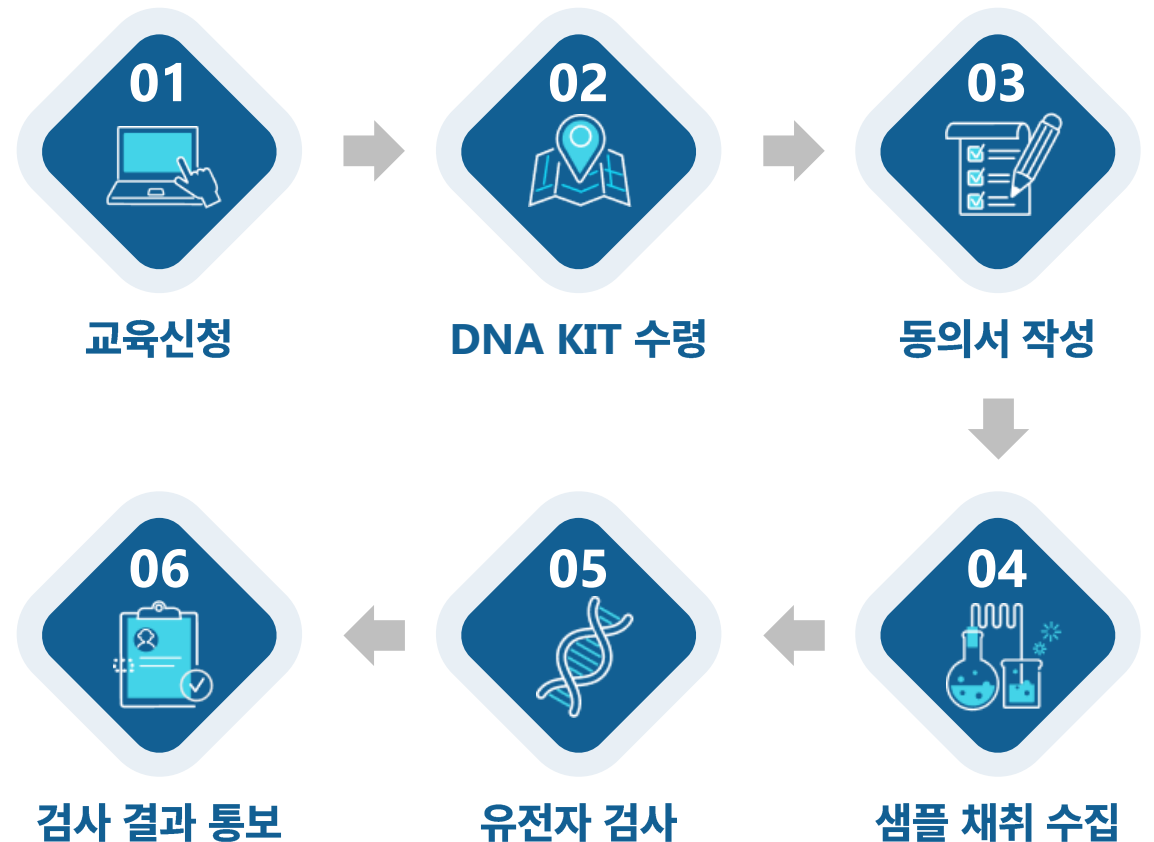 01
교육신청
02
DNA KIT 수령
03
동의서 작성
04
샘플 채취 수집
05
유전자 검사
06
검사 결과 통보